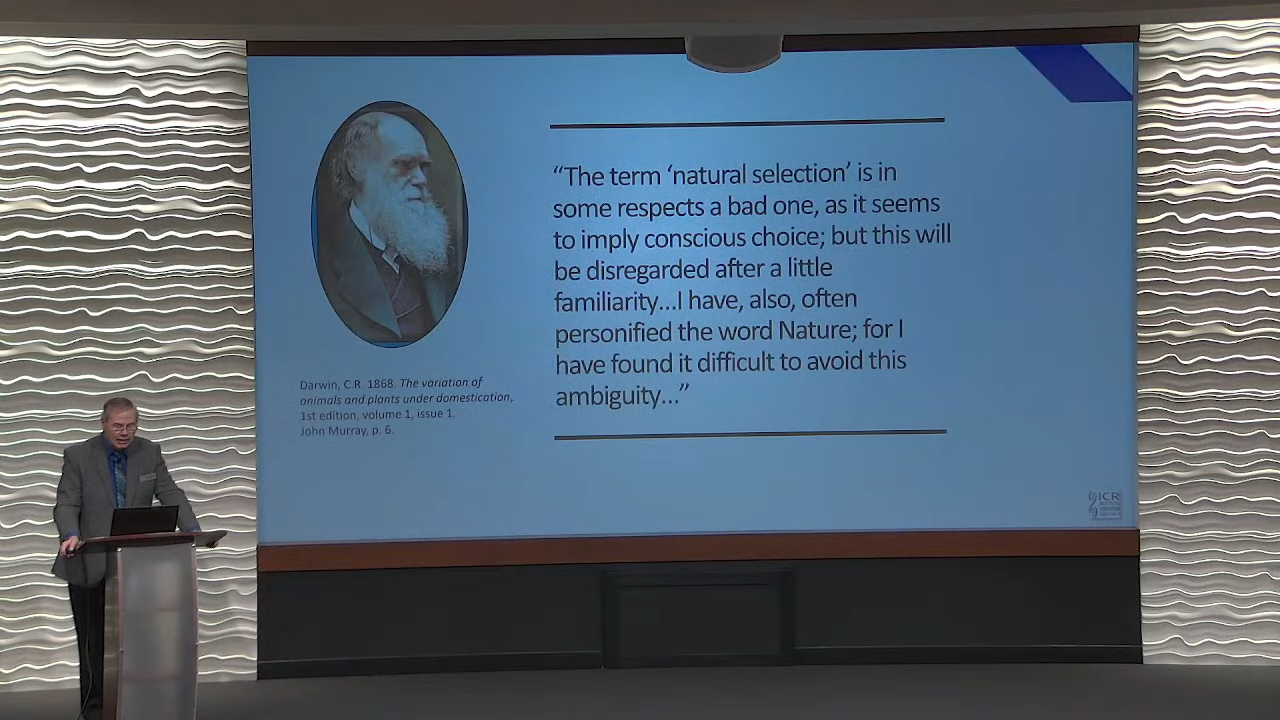 “The term ‘natural selection’ is in
some respects a bad one, as it seems
to imply conscious choice; but this will
be disregarded after a little
familiarity...I have, also, often
personified the word Nature; for I
have found it difficult to avoid this
ambiguity...”
Darwin, C.R. 1868. The variation of
animals and plants under domestication,
1st edition, volume 1, issue 1.
John Murray, p. 6.
ICR